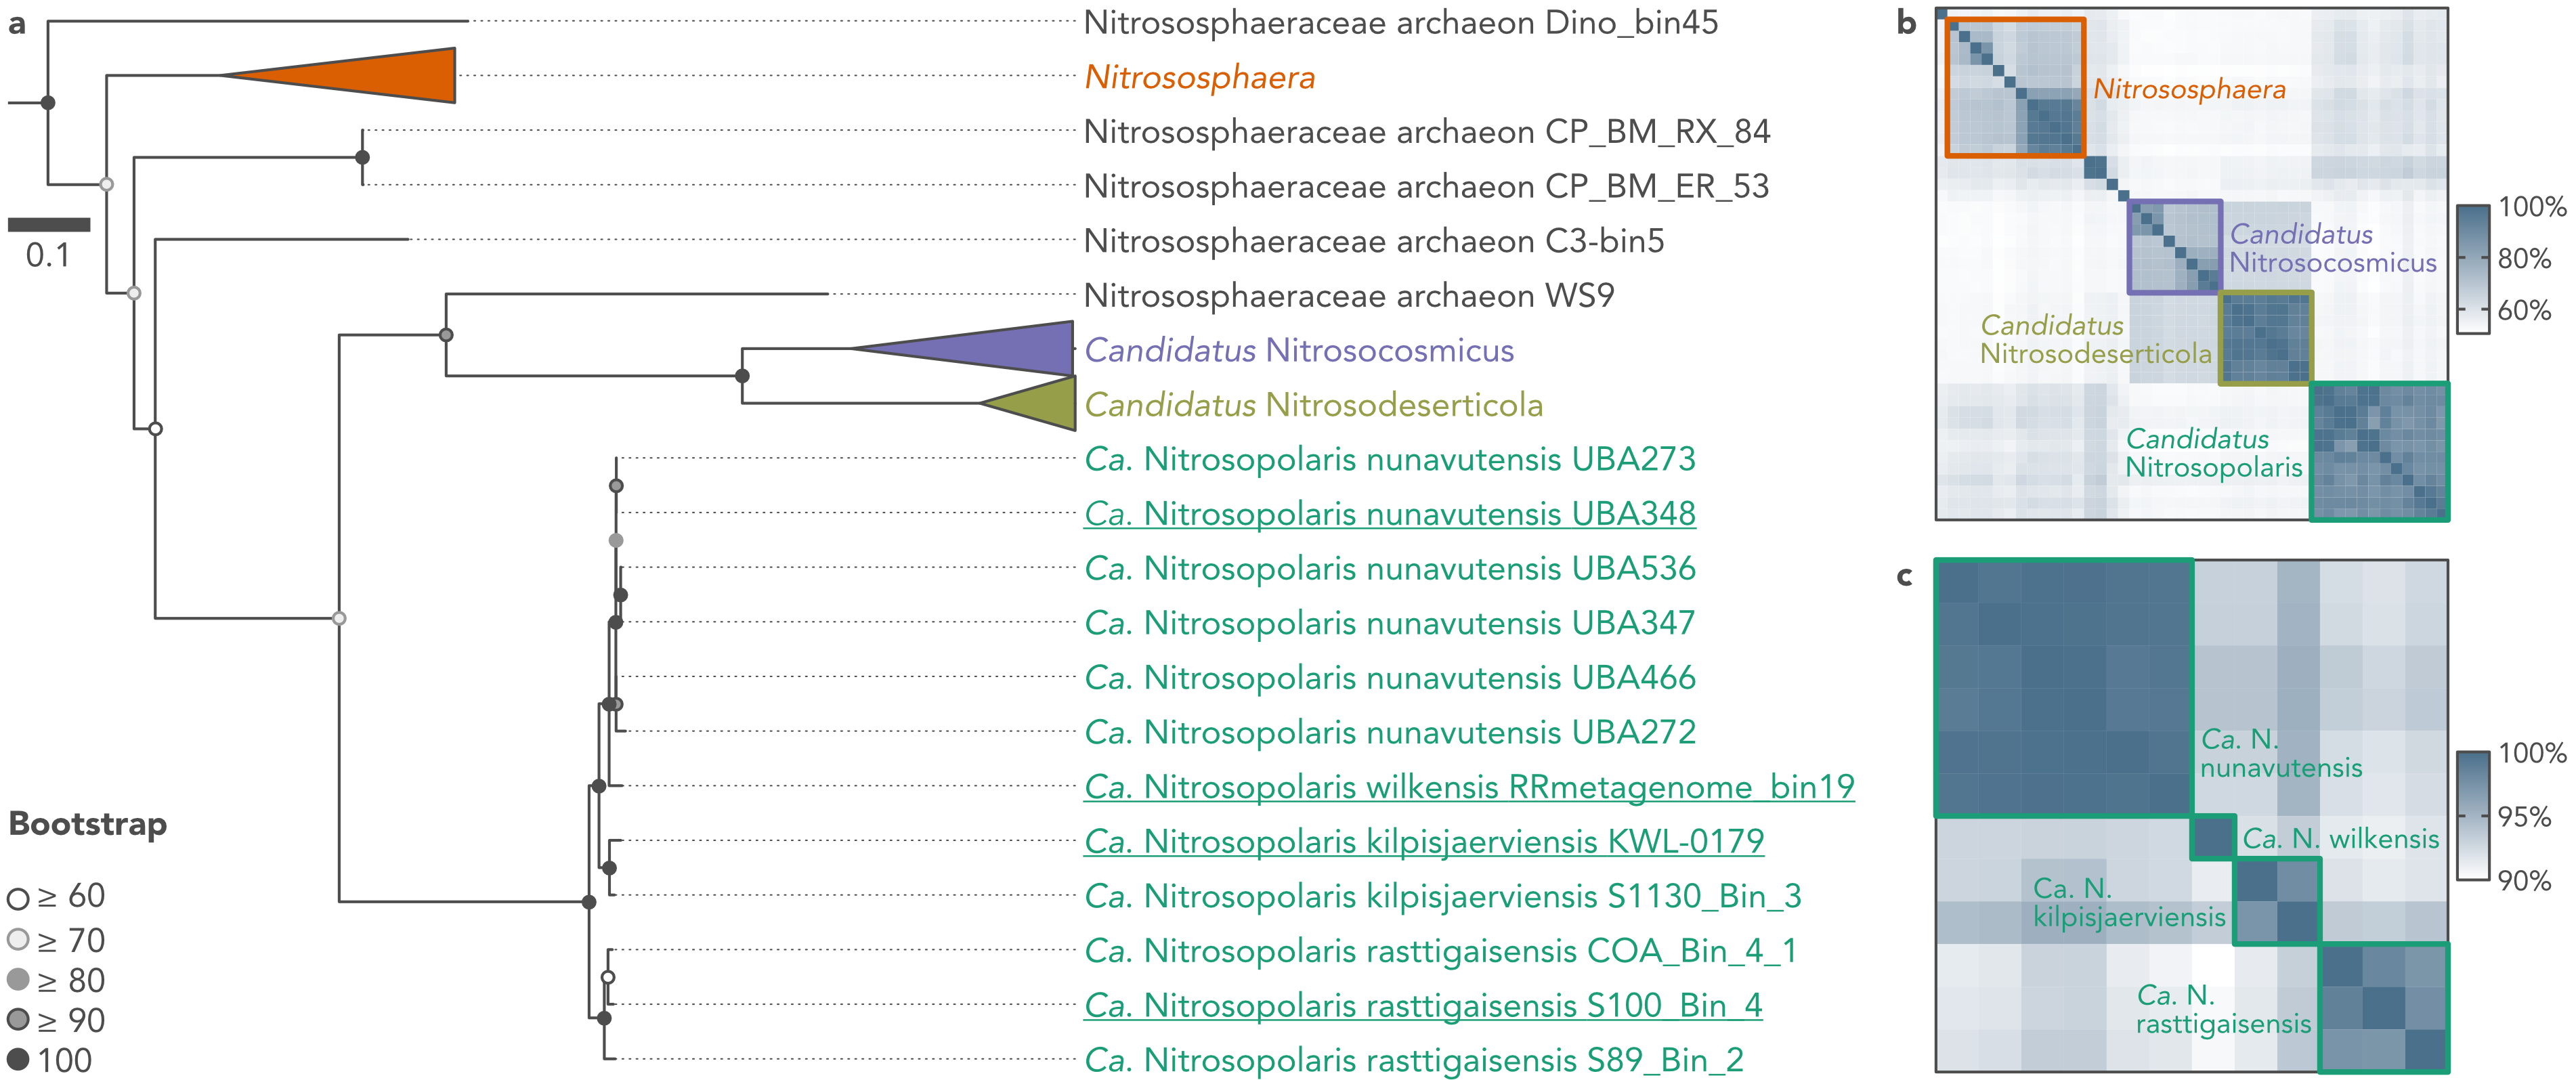 a
Nitrososphaeraceae archaeon Dino_bin45
Nitrososphaera
Nitrososphaeraceae archaeon CP_BM_RX_84
Nitrososphaeraceae archaeon CP_BM_ER_53
Nitrososphaeraceae archaeon C3-bin5
Nitrososphaeraceae archaeon WS9
Candidatus Nitrosocosmicus
Candidatus Nitrosodeserticola
Ca. Nitrosopolaris nunavutensis UBA273
Ca. Nitrosopolaris nunavutensis UBA348
Ca. Nitrosopolaris nunavutensis UBA536
Ca. Nitrosopolaris nunavutensis UBA347
Ca. Nitrosopolaris nunavutensis UBA466
Ca. Nitrosopolaris nunavutensis UBA272
Ca. Nitrosopolaris wilkensis RRmetagenome_bin19
Ca. Nitrosopolaris kilpisjaerviensis KWL-0179
Ca. Nitrosopolaris kilpisjaerviensis S1130_Bin_3
Ca. Nitrosopolaris rasttigaisensis COA_Bin_4_1
Ca. Nitrosopolaris rasttigaisensis S100_Bin_4
Ca. Nitrosopolaris rasttigaisensis S89_Bin_2
0.1
Bootstrap
≥ 60
≥ 70
≥ 80
≥ 90
100
b
Nitrososphaera
Candidatus
Nitrosocosmicus
Candidatus
Nitrosodeserticola
Candidatus
Nitrosopolaris
100%
80%
60%
c
Ca. N.
nunavutensis
Ca. N. wilkensis
Ca. N.
kilpisjaerviensis
Ca. N.
rasttigaisensis
100%
95%
90%